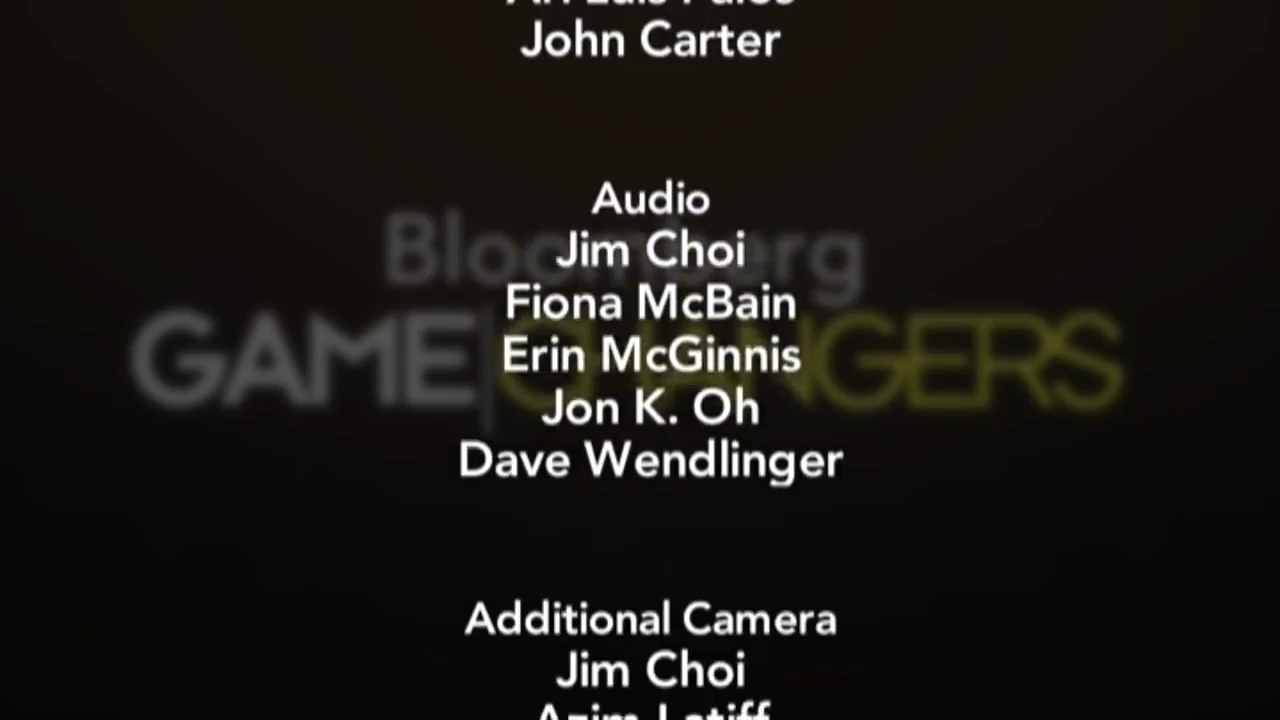 John Carter
Audio
Bloomberg
Jim Choi
Fiona McBain
GAME|CHANGERS
Erin McGinnis
Jon K. Oh
Dave Wendlinger
Additional Camera
Jim Choi